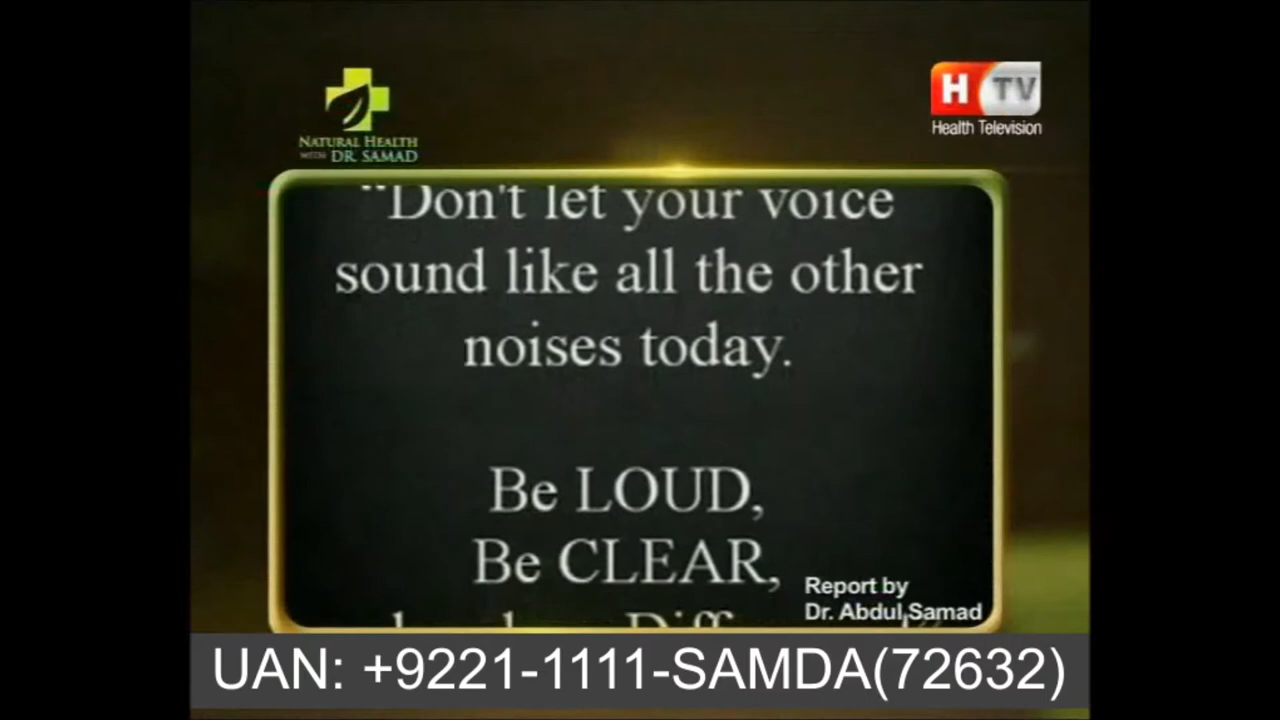 NATURAL HEALTH
WITH DR. SAMAD
H TV
Health Television
"Don't let your voice
sound like all the other
noises today.
Be LOUD,
Be CLEAR,
Report by
Dr. Abdul Samad
UAN: +9221-1111-SAMDA(72632)